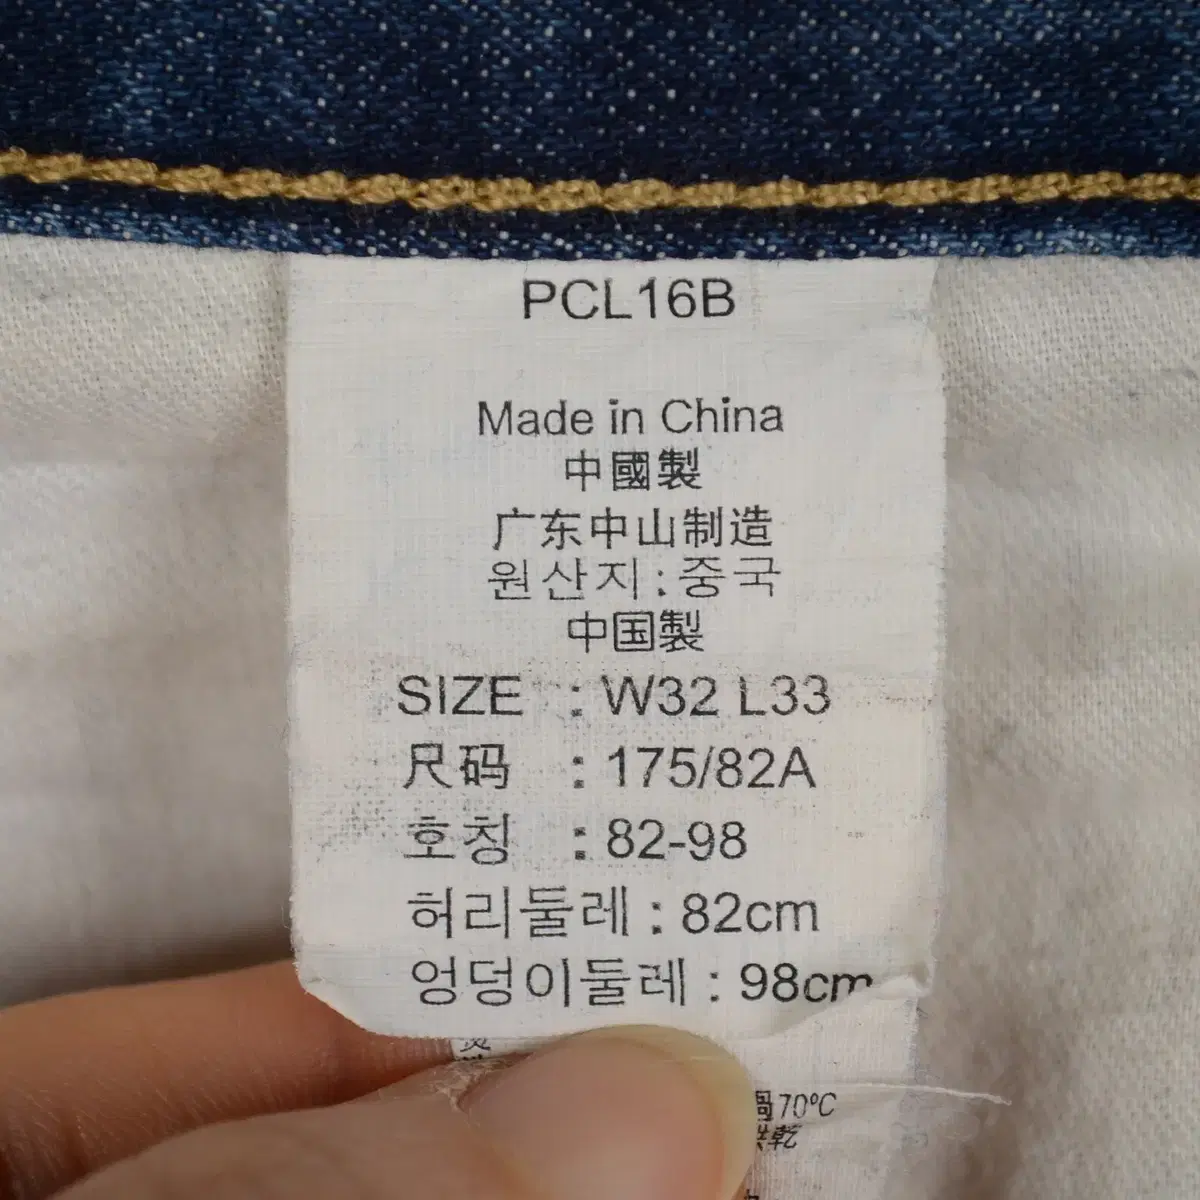 PCL16B
Made in China
中國製
广东中山制造
원산지 : 중국
中国製
SIZE : W32 L33
尺码 : 175/82A
호칭 : 82-98
허리둘레 : 82cm
엉덩이둘레 : 98cm
70°C
乾